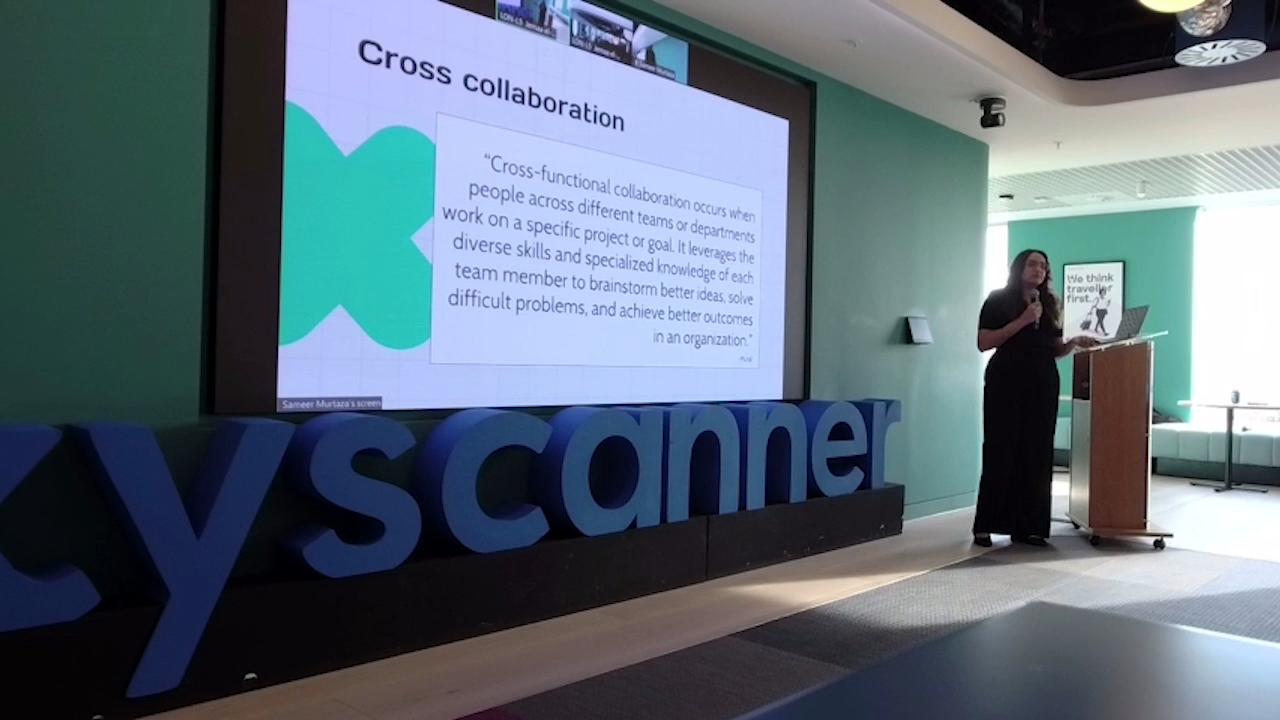 Cross collaboration
“Cross-functional collaboration occurs when
people across different teams or departments
work on a specific project or goal. It leverages the
diverse skills and specialized knowledge of each
team member to brainstorm better ideas, solve
difficult problems, and achieve better outcomes
in an organization.”
Sameer Murtaza's screen
kyscanner
We think
traveller
first.